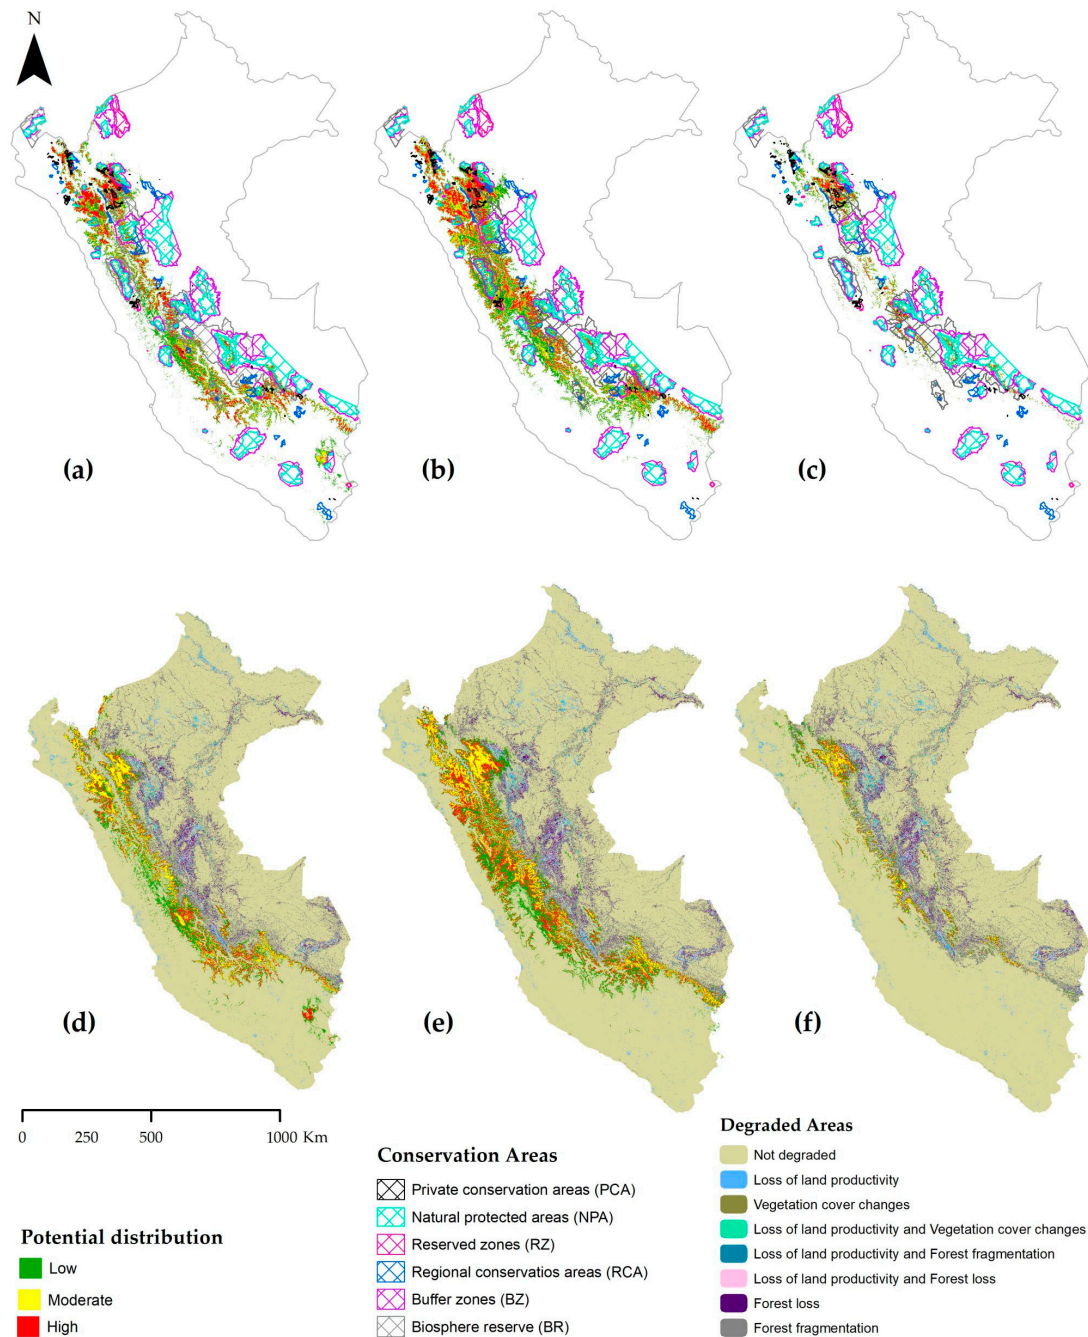 N
(a)
(b)
(c)
(d)
(e)
(f)
0 250 500 1000 Km
Potential distribution
Low
Moderate
High
Conservation Areas
Private conservation areas (PCA)
Natural protected areas (NPA)
Reserved zones (RZ)
Regional conservatios areas (RCA)
Buffer zones (BZ)
Biosphere reserve (BR)
Degraded Areas
Not degraded
Loss of land productivity
Vegetation cover changes
Loss of land productivity and Vegetation cover changes
Loss of land productivity and Forest fragmentation
Loss of land productivity and Forest loss
Forest loss
Forest fragmentation